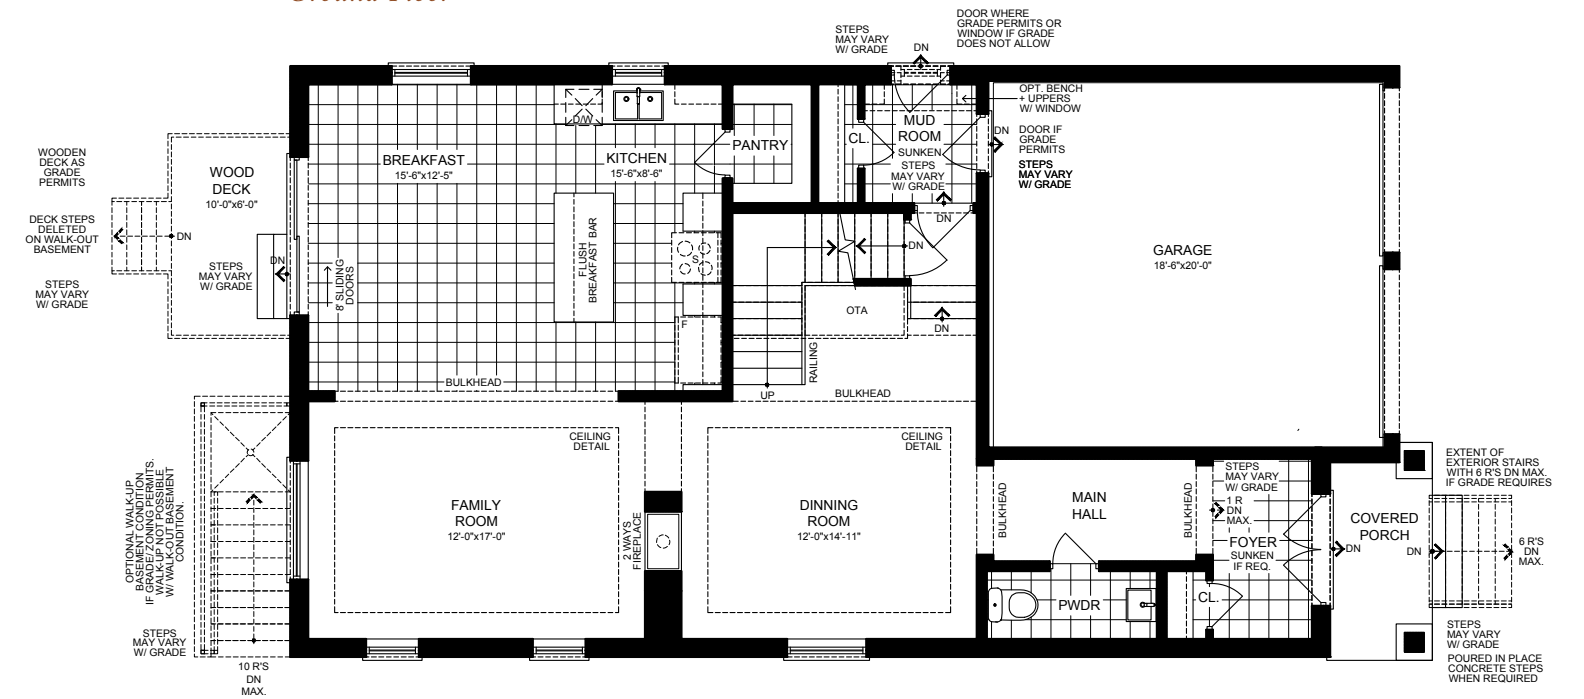 STEPS
MAY VARY
W/ GRADE
DN
DOOR WHERE
GRADE PERMITS OR
WINDOW IF GRADE
DOES NOT ALLOW
OPT. BENCH
+ UPPERS
W/ WINDOW
DN
DOOR IF
GRADE
PERMITS
STEPS
MAY VARY
W/ GRADE
WOODEN
DECK AS
GRADE
PERMITS
DECK STEPS
DELETED
ON WALK-OUT
BASEMENT
STEPS
MAY VARY
W/ GRADE
DN
WOOD
DECK
10'-0"x6'-0"
STEPS
MAY VARY
W/ GRADE
DN
8' SLIDING
DOORS
BREAKFAST
15'-6"x12'-5"
D/W
KITCHEN
15'-6"x8'-6"
FLUSH
BREAKFAST BAR
S
F
BULKHEAD
PANTRY
CL.
MUD
ROOM
SUNKEN
STEPS
MAY VARY
W/ GRADE
DN
DN
OTA
DN
RAILING
UP
BULKHEAD
GARAGE
18'-6"x20'-0"
OPTIONAL WALK-UP
BASEMENT CONDITION
IF GRADE/ ZONING PERMITS.
WALK-UP NOT POSSIBLE
W/ WALK-OUT BASEMENT
CONDITION.
STEPS
MAY VARY
W/ GRADE
10 R'S
DN
MAX.
CEILING
DETAIL
FAMILY
ROOM
12'-0"x17'-0"
2 WAYS
FIREPLACE
CEILING
DETAIL
DINNING
ROOM
12'-0"x14'-11"
BULKHEAD
MAIN
HALL
BULKHEAD
STEPS
MAY VARY
W/ GRADE
1 R
DN
MAX.
FOYER
SUNKEN
IF REQ.
PWDR
CL.
DN
COVERED
PORCH
DN
EXTENT OF
EXTERIOR STAIRS
WITH 6 R'S DN MAX.
IF GRADE REQUIRES
6 R'S
DN
MAX.
STEPS
MAY VARY
W/ GRADE
POURED IN PLACE
CONCRETE STEPS
WHEN REQUIRED